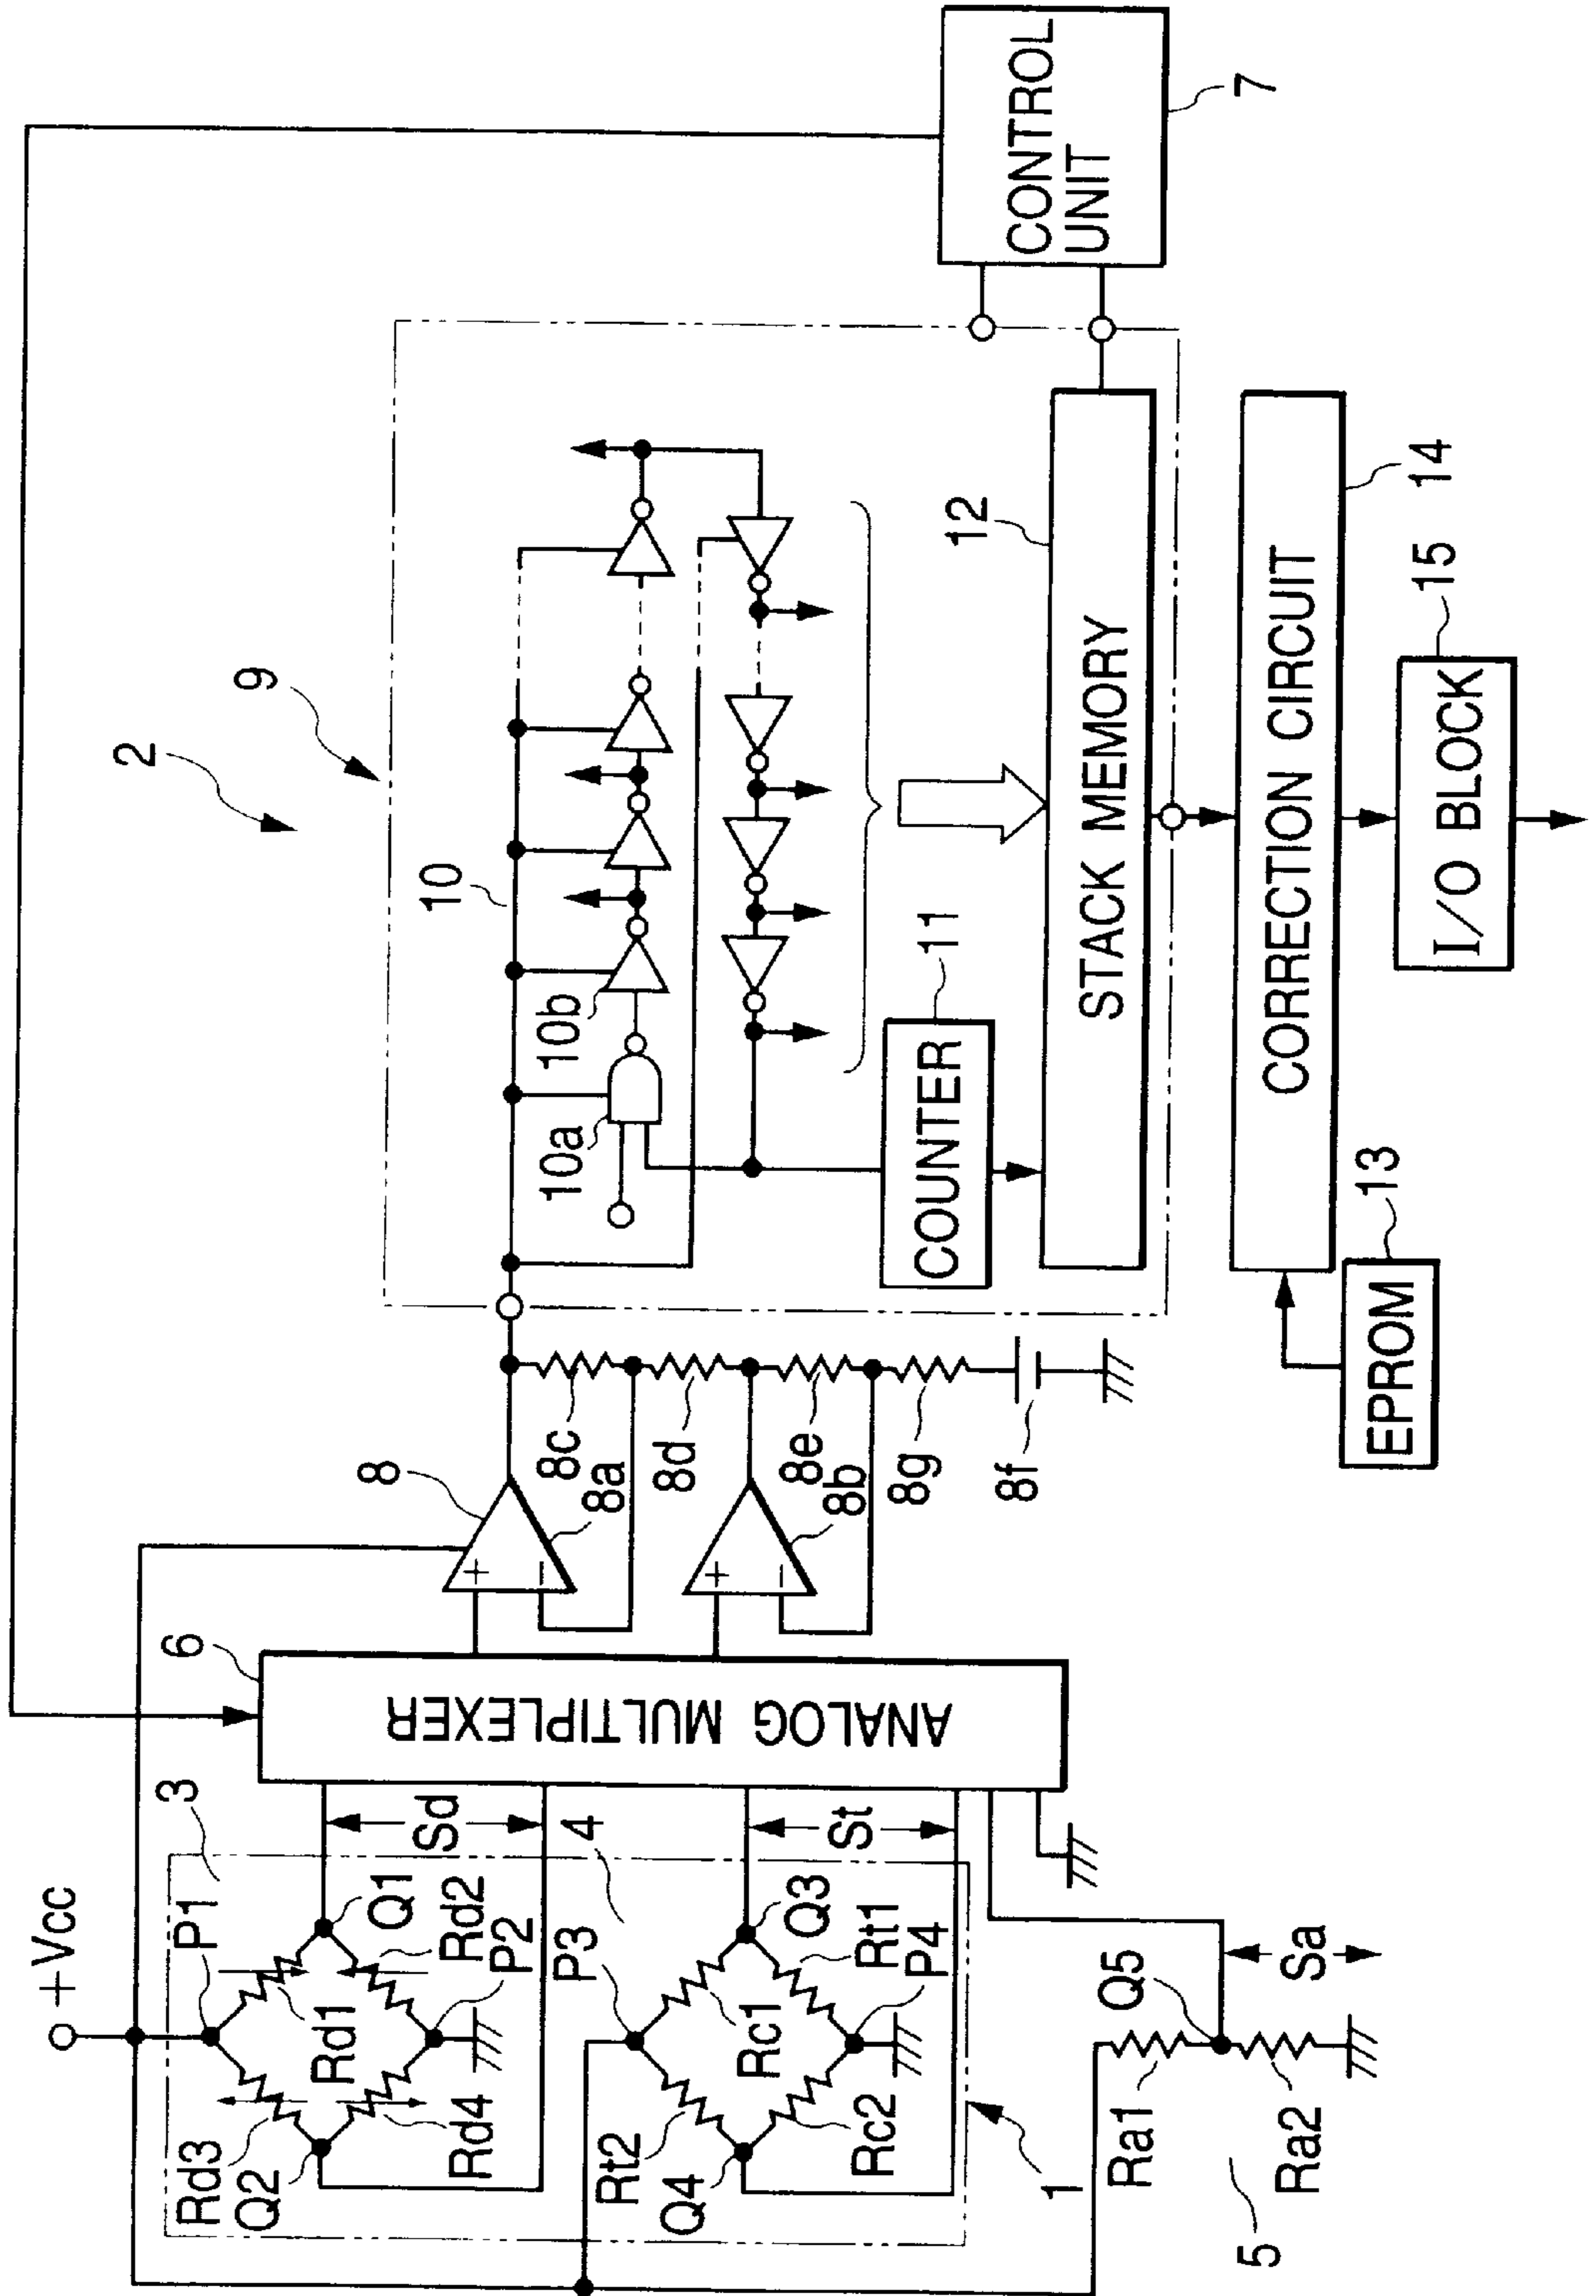 +Vcc
3
P1
Rd1
Q1
Rd2
P2
Rd3
Q2
Rd4
Sd
4
P3
Rc1
Q3
Rt1
P4
Rt2
Q4
Rc2
St
1
Ra1
Q5
Ra2
Sa
5
6
ANALOG MULTIPLEXER
8
+
−
8a
8c
8d
+
−
8b
8e
8g
8f
2
9
10
10a
10b
COUNTER
11
STACK MEMORY
12
CONTROL
UNIT
7
EPROM
13
CORRECTION CIRCUIT
14
I/O BLOCK
15